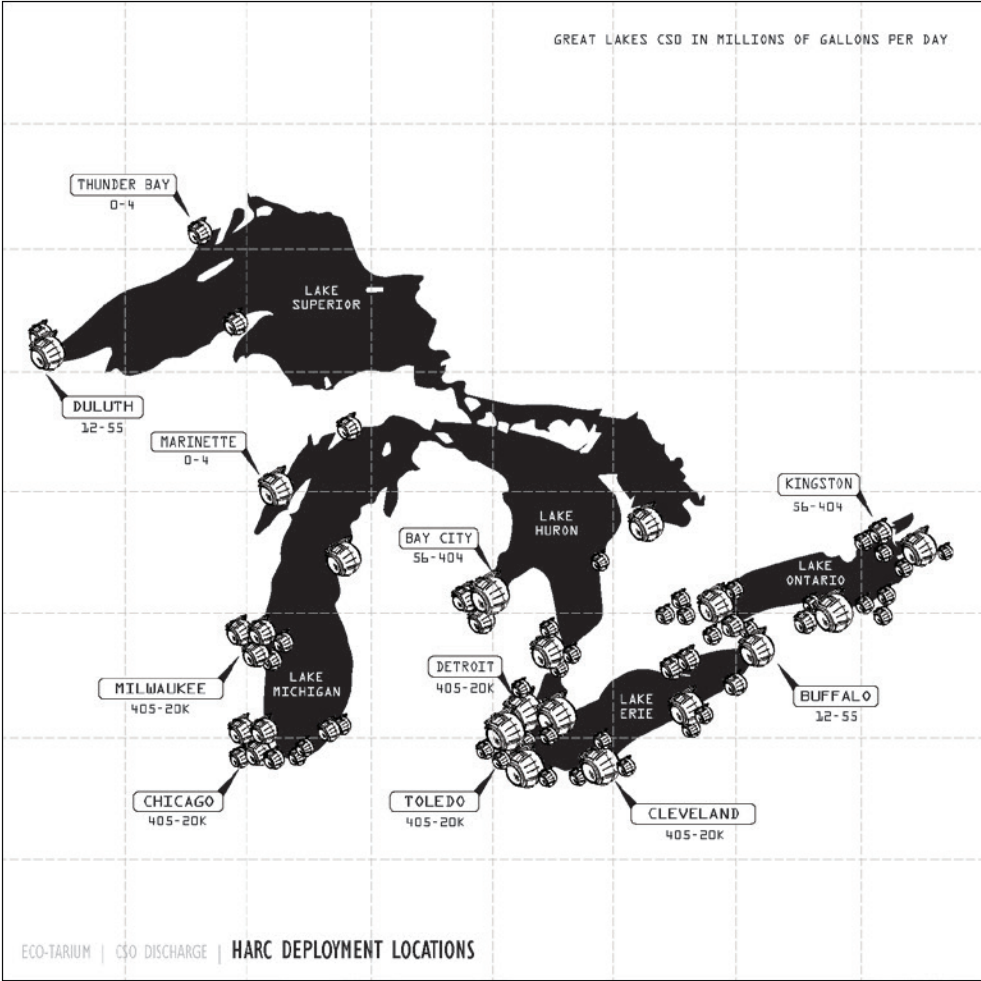 GREAT LAKES CSO IN MILLIONS OF GALLONS PER DAY
THUNDER BAY
0-4
LAKE
SUPERIOR
DULUTH
12-55
MARINETTE
0-4
KINGSTON
56-404
BAY CITY
56-404
LAKE
HURON
LAKE
ONTARIO
DETROIT
405-20K
MILWAUKEE
405-20K
LAKE
MICHIGAN
LAKE
ERIE
BUFFALO
12-55
CHICAGO
405-20K
TOLEDO
405-20K
CLEVELAND
405-20K
ECO-TARIUM | CSO DISCHARGE | HARC DEPLOYMENT LOCATIONS